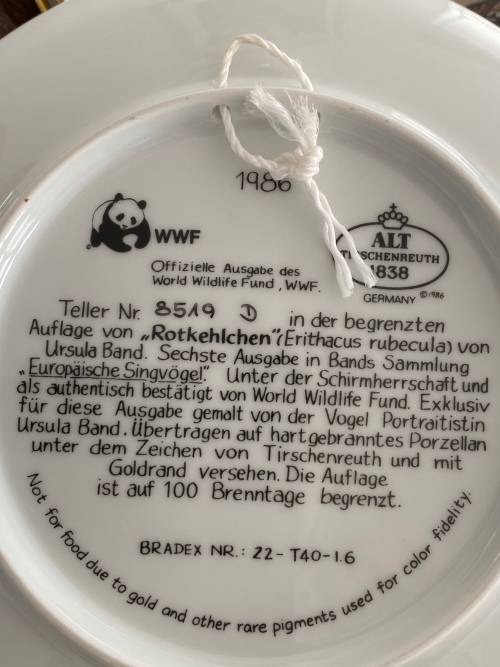 1986
WWF
Offizielle Ausgabe des
World Wildlife Fund, WWF.
ALT
TIRSCHENREUTH
1838
GERMANY ©1986
Teller Nr. 8519 D in der begrenzten
Auflage von „Rotkehlchen“(Erithacus rubecula) von
Ursula Band. Sechste Ausgabe in Bands Sammlung
„Europäische Singvögel“. Unter der Schirmherrschaft und
als authentisch bestätigt von World Wildlife Fund. Exklusiv
für diese Ausgabe gemalt von der Vogel Portraitistin
Ursula Band. Übertragen auf hartgebranntes Porzellan
unter dem Zeichen von Tirschenreuth und mit
Goldrand versehen. Die Auflage
ist auf 100 Brenntage begrenzt.
BRADEX NR.: 22-T40-1.6
Not for food due to gold and other rare pigments used for color fidelity.